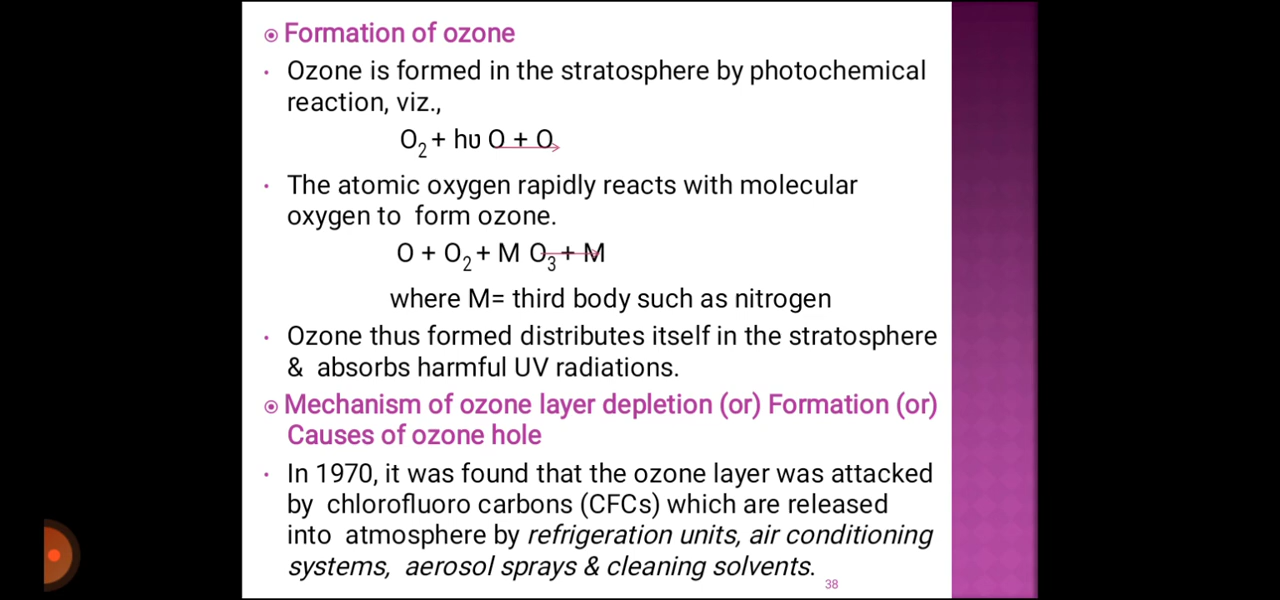 Formation of ozone
• Ozone is formed in the stratosphere by photochemical
reaction, viz.,
O₂ + hυ O + O
• The atomic oxygen rapidly reacts with molecular
oxygen to form ozone.
O + O₂ + M O₃ + M
where M= third body such as nitrogen
• Ozone thus formed distributes itself in the stratosphere
& absorbs harmful UV radiations.
Mechanism of ozone layer depletion (or) Formation (or)
Causes of ozone hole
• In 1970, it was found that the ozone layer was attacked
by chlorofluoro carbons (CFCs) which are released
into atmosphere by refrigeration units, air conditioning
systems, aerosol sprays & cleaning solvents.
38